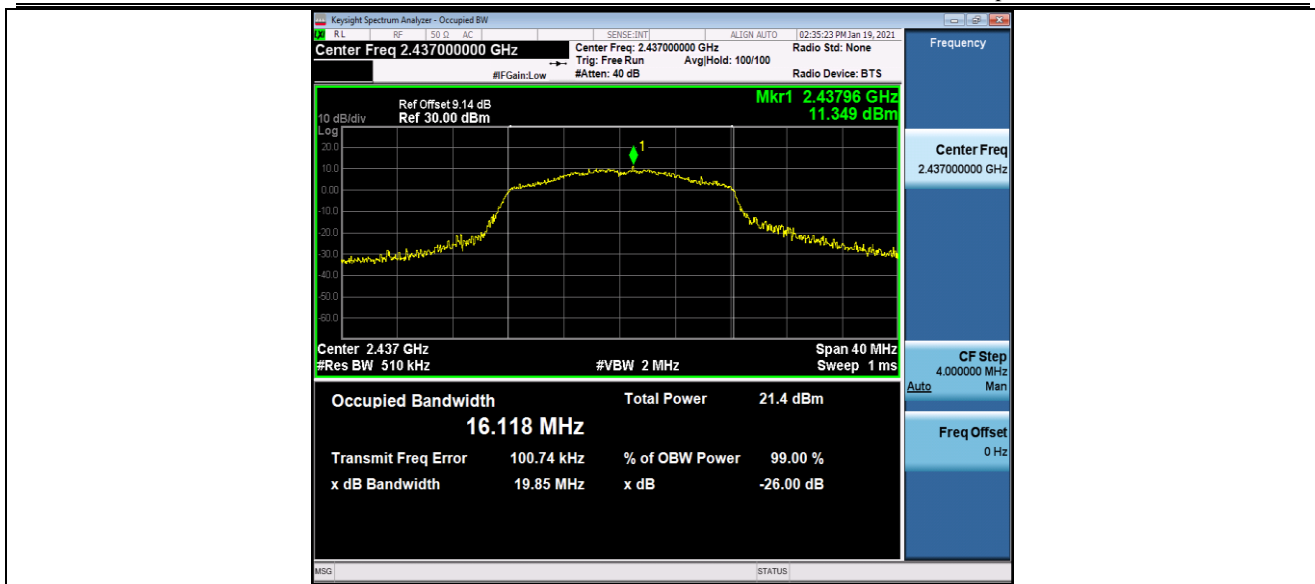 Keysight Spectrum Analyzer - Occupied BW
RL RF 50 Ω AC SENSE:INT ALIGN AUTO 02:35:23 PM Jan 19, 2021
Center Freq 2.437000000 GHz
Center Freq: 2.437000000 GHz Radio Std: None
Trig: Free Run Avg|Hold: 100/100
#IFGain:Low #Atten: 40 dB Radio Device: BTS
Mkr1 2.43796 GHz
11.349 dBm
Ref Offset 9.14 dB
10 dB/div Ref 30.00 dBm
Log
20.0
1
10.0
0.00
-10.0
-20.0
-30.0
-40.0
-50.0
-60.0
Center 2.437 GHz Span 40 MHz
#Res BW 510 kHz #VBW 2 MHz Sweep 1 ms
Occupied Bandwidth Total Power 21.4 dBm
16.118 MHz
Transmit Freq Error 100.74 kHz % of OBW Power 99.00 %
x dB Bandwidth 19.85 MHz x dB -26.00 dB
MSG STATUS
Frequency
Center Freq
2.437000000 GHz
CF Step
4.000000 MHz
Auto Man
Freq Offset
0 Hz